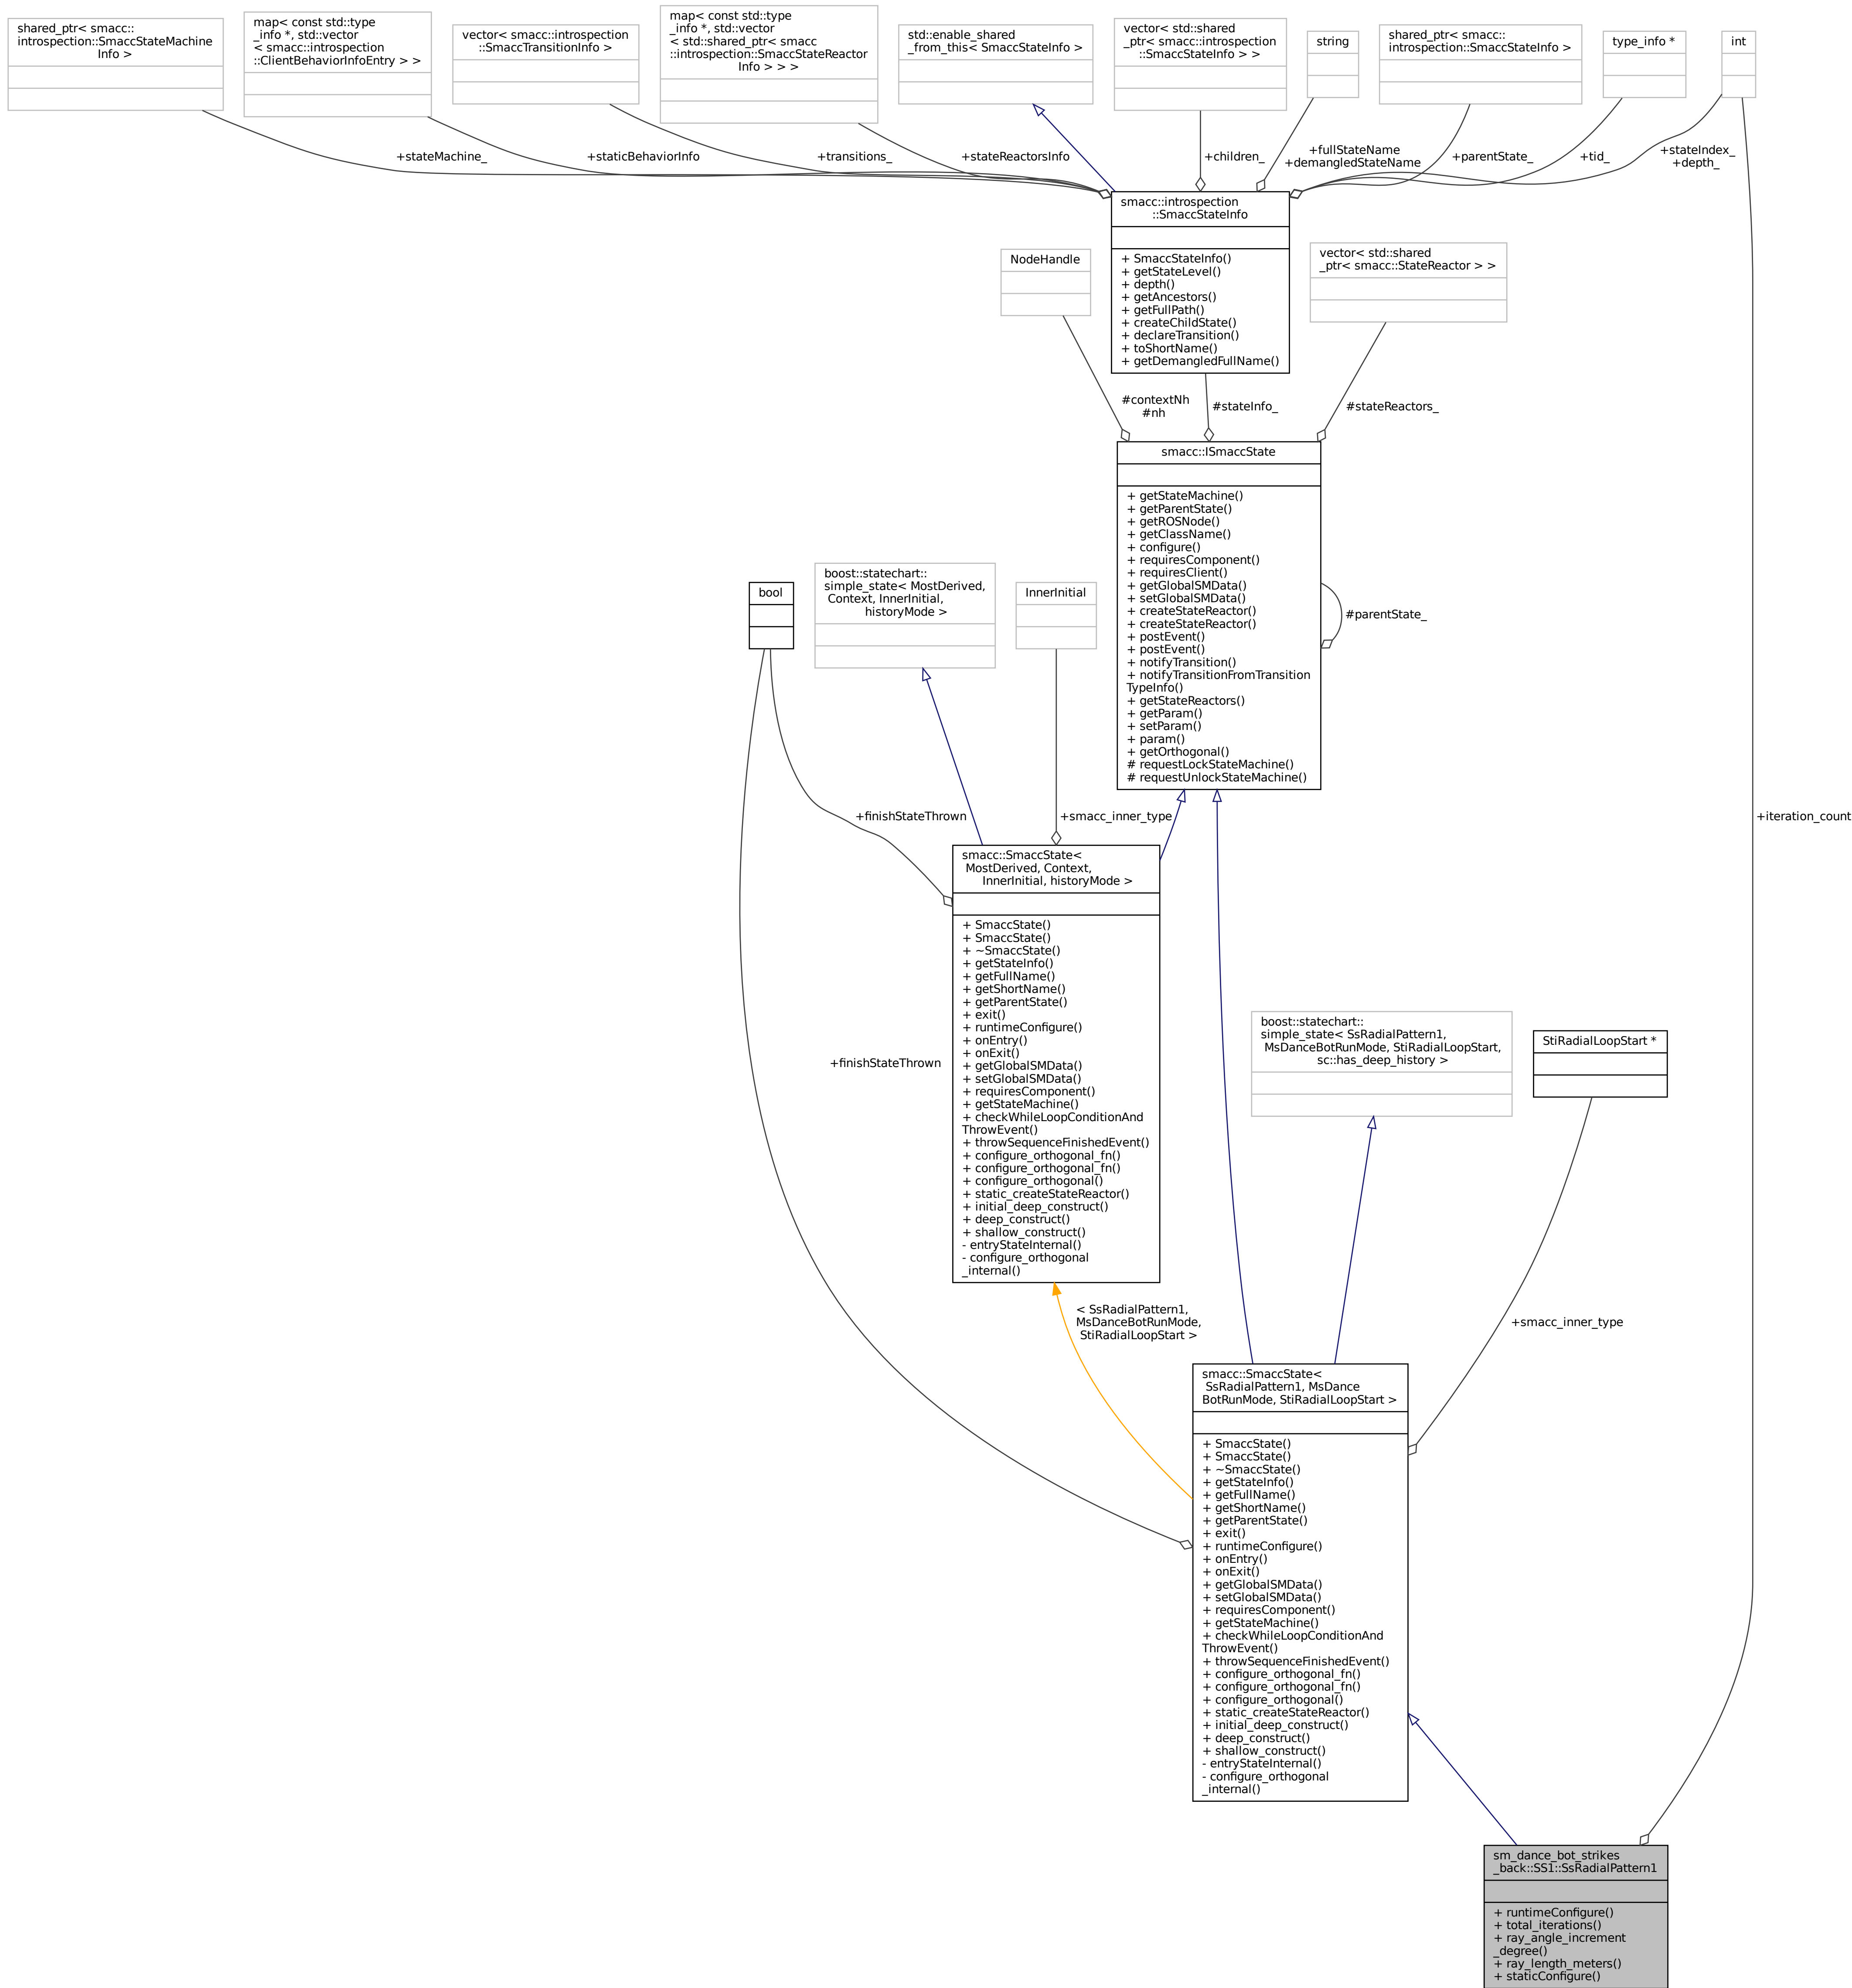 shared_ptr< smacc::
introspection::SmaccStateMachine
Info >
map< const std::type
_info *, std::vector
< smacc::introspection
::ClientBehaviorInfoEntry > >
vector< smacc::introspection
::SmaccTransitionInfo >
map< const std::type
_info *, std::vector
< std::shared_ptr< smacc
::introspection::SmaccStateReactor
Info > > >
std::enable_shared
_from_this< SmaccStateInfo >
vector< std::shared
_ptr< smacc::introspection
::SmaccStateInfo > >
string
shared_ptr< smacc::
introspection::SmaccStateInfo >
type_info *
int
+stateMachine_
+staticBehaviorInfo
+transitions_
+stateReactorsInfo
+children_
+fullStateName
+demangledStateName
+parentState_
+tid_
+stateIndex_
+depth_
smacc::introspection
::SmaccStateInfo
+ SmaccStateInfo()
+ getStateLevel()
+ depth()
+ getAncestors()
+ getFullPath()
+ createChildState()
+ declareTransition()
+ toShortName()
+ getDemangledFullName()
NodeHandle
vector< std::shared
_ptr< smacc::StateReactor > >
#contextNh
#nh
#stateInfo_
#stateReactors_
smacc::ISmaccState
+ getStateMachine()
+ getParentState()
+ getROSNode()
+ getClassName()
+ configure()
+ requiresComponent()
+ requiresClient()
+ getGlobalSMData()
+ setGlobalSMData()
+ createStateReactor()
+ createStateReactor()
+ postEvent()
+ postEvent()
+ notifyTransition()
+ notifyTransitionFromTransition
TypeInfo()
+ getStateReactors()
+ getParam()
+ setParam()
+ param()
+ getOrthogonal()
# requestLockStateMachine()
# requestUnlockStateMachine()
#parentState_
bool
boost::statechart::
simple_state< MostDerived,
Context, InnerInitial,
historyMode >
InnerInitial
+finishStateThrown
+smacc_inner_type
+iteration_count
smacc::SmaccState<
MostDerived, Context,
InnerInitial, historyMode >
+ SmaccState()
+ SmaccState()
+ ~SmaccState()
+ getStateInfo()
+ getFullName()
+ getShortName()
+ getParentState()
+ exit()
+ runtimeConfigure()
+ onEntry()
+ onExit()
+ getGlobalSMData()
+ setGlobalSMData()
+ requiresComponent()
+ getStateMachine()
+ checkWhileLoopConditionAnd
ThrowEvent()
+ throwSequenceFinishedEvent()
+ configure_orthogonal_fn()
+ configure_orthogonal_fn()
+ configure_orthogonal()
+ static_createStateReactor()
+ initial_deep_construct()
+ deep_construct()
+ shallow_construct()
- entryStateInternal()
- configure_orthogonal
_internal()
+finishStateThrown
boost::statechart::
simple_state< SsRadialPattern1,
MsDanceBotRunMode, StiRadialLoopStart,
sc::has_deep_history >
StiRadialLoopStart *
< SsRadialPattern1,
MsDanceBotRunMode,
StiRadialLoopStart >
+smacc_inner_type
smacc::SmaccState<
SsRadialPattern1, MsDance
BotRunMode, StiRadialLoopStart >
+ SmaccState()
+ SmaccState()
+ ~SmaccState()
+ getStateInfo()
+ getFullName()
+ getShortName()
+ getParentState()
+ exit()
+ runtimeConfigure()
+ onEntry()
+ onExit()
+ getGlobalSMData()
+ setGlobalSMData()
+ requiresComponent()
+ getStateMachine()
+ checkWhileLoopConditionAnd
ThrowEvent()
+ throwSequenceFinishedEvent()
+ configure_orthogonal_fn()
+ configure_orthogonal_fn()
+ configure_orthogonal()
+ static_createStateReactor()
+ initial_deep_construct()
+ deep_construct()
+ shallow_construct()
- entryStateInternal()
- configure_orthogonal
_internal()
sm_dance_bot_strikes
_back::SS1::SsRadialPattern1
+ runtimeConfigure()
+ total_iterations()
+ ray_angle_increment
_degree()
+ ray_length_meters()
+ staticConfigure()